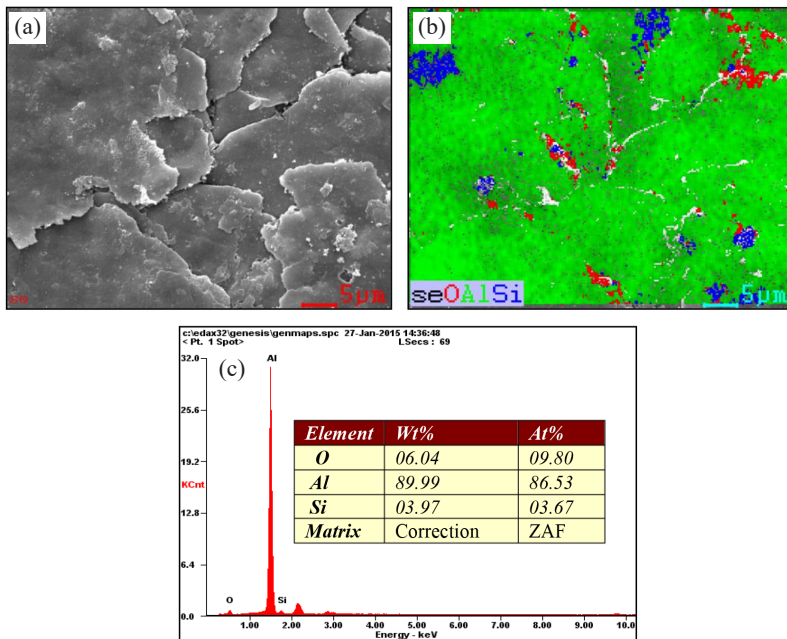 (a)
se
5μm
(b)
seOAlSi
5μm
c:\edax32\genesis\genmaps.spc 27-Jan-2015 14:36:48
< Pt. 1 Spot> LSecs : 69
(c)
32.0
25.6
19.2
KCnt
12.8
6.4
0.0
Al
O
Si
Element Wt% At%
O 06.04 09.80
Al 89.99 86.53
Si 03.97 03.67
Matrix Correction ZAF
1.00 2.00 3.00 4.00 5.00 6.00 7.00 8.00 9.00 10.0
Energy - keV